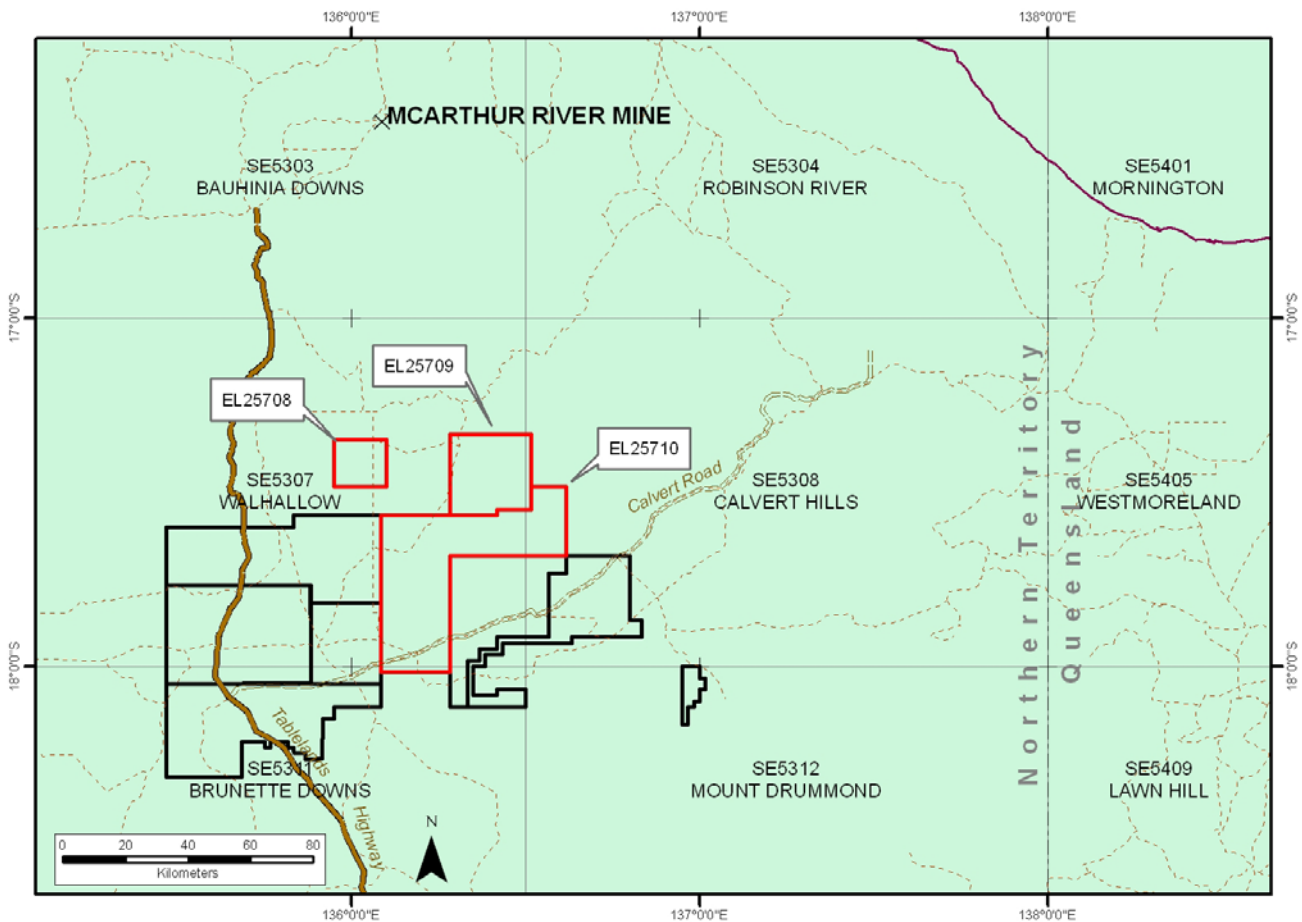 136°0'0"E 137°0'0"E 138°0'0"E
MCARTHUR RIVER MINE
SE5303
BAUHINIA DOWNS
SE5304
ROBINSON RIVER
SE5401
MORNINGTON
17°0'0"S
17°0'0"S
EL25709
EL25708
EL25710
SE5307
WALHALLOW
Calvert Road
SE5308
CALVERT HILLS
Northern Territory
Queensland
SE5405
WESTMORELAND
18°0'0"S
18°0'0"S
Tablelands
Highway
SE5311
BRUNETTE DOWNS
SE5312
MOUNT DRUMMOND
SE5409
LAWN HILL
N
0 20 40 60 80
Kilometers
136°0'0"E 137°0'0"E 138°0'0"E